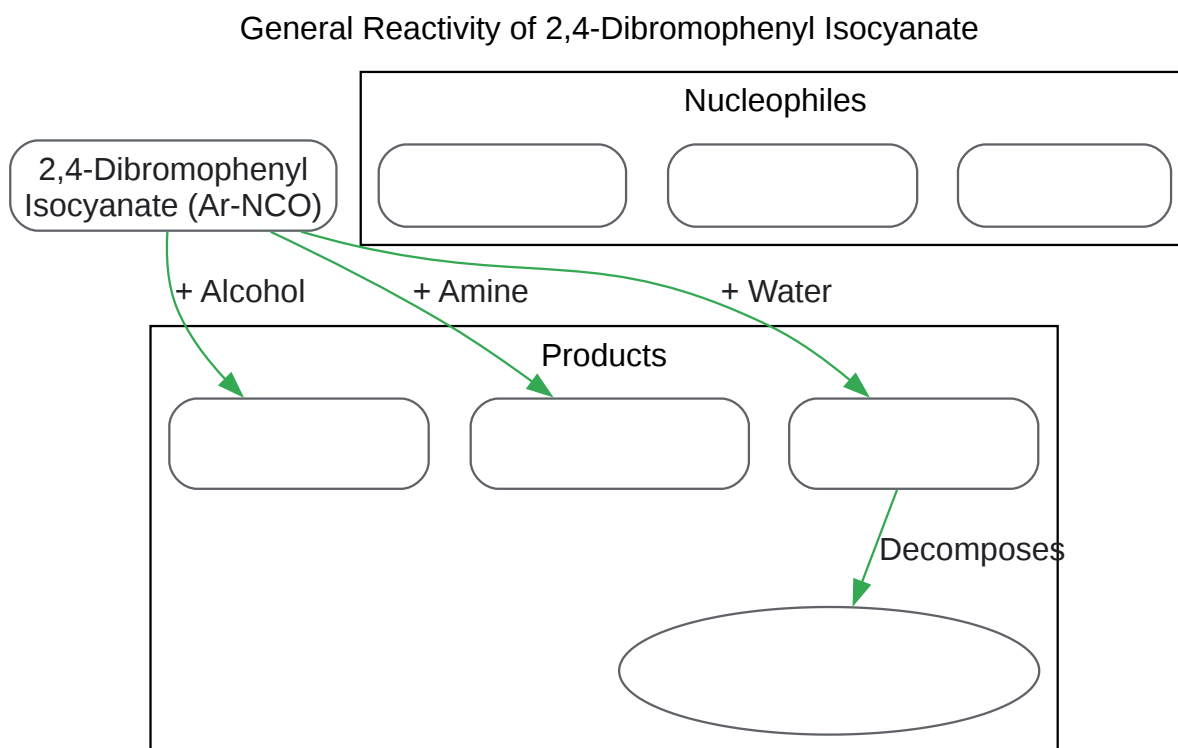 General Reactivity of 2,4-Dibromophenyl Isocyanate
Nucleophiles
2,4-Dibromophenyl
Isocyanate (Ar-NCO)
+ Alcohol
+ Amine
+ Water
Products
Decomposes